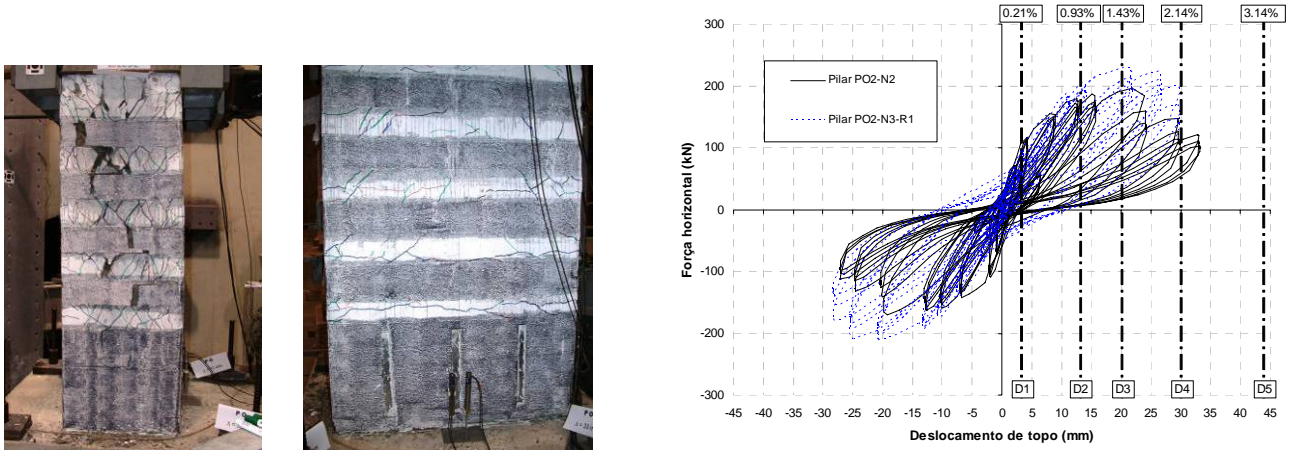 0.21%
0.93%
1.43%
2.14%
3.14%
300
200
100
0
-100
-200
-300
Força horizontal (kN)
Pilar PO2-N2
Pilar PO2-N3-R1
D1
D2
D3
D4
D5
-45 -40 -35 -30 -25 -20 -15 -10 -5 0 5 10 15 20 25 30 35 40 45
Deslocamento de topo (mm)